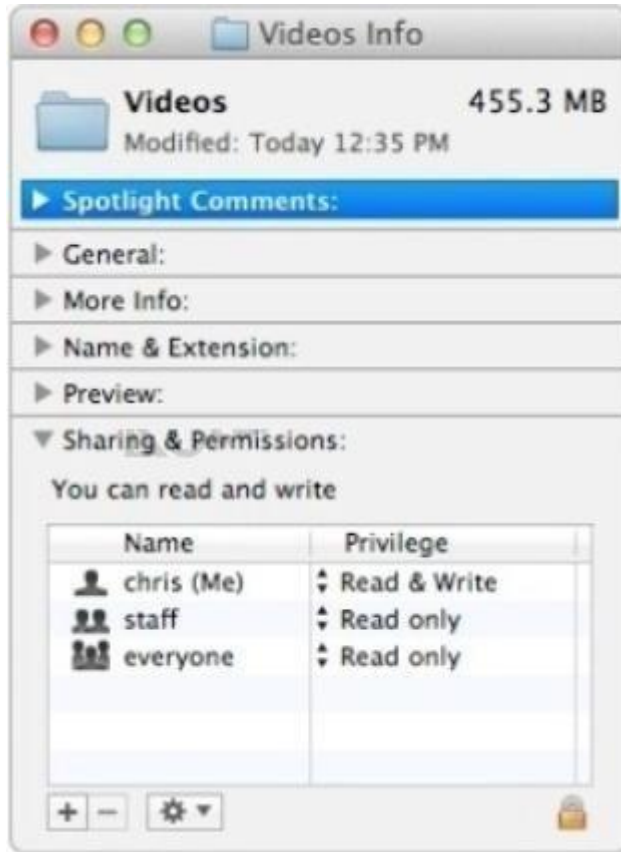 Videos Info
Videos 455.3 MB
Modified: Today 12:35 PM
Spotlight Comments:
General:
More Info:
Name & Extension:
Preview:
Sharing & Permissions:
You can read and write
Name Privilege
chris (Me) Read & Write
staff Read only
everyone Read only